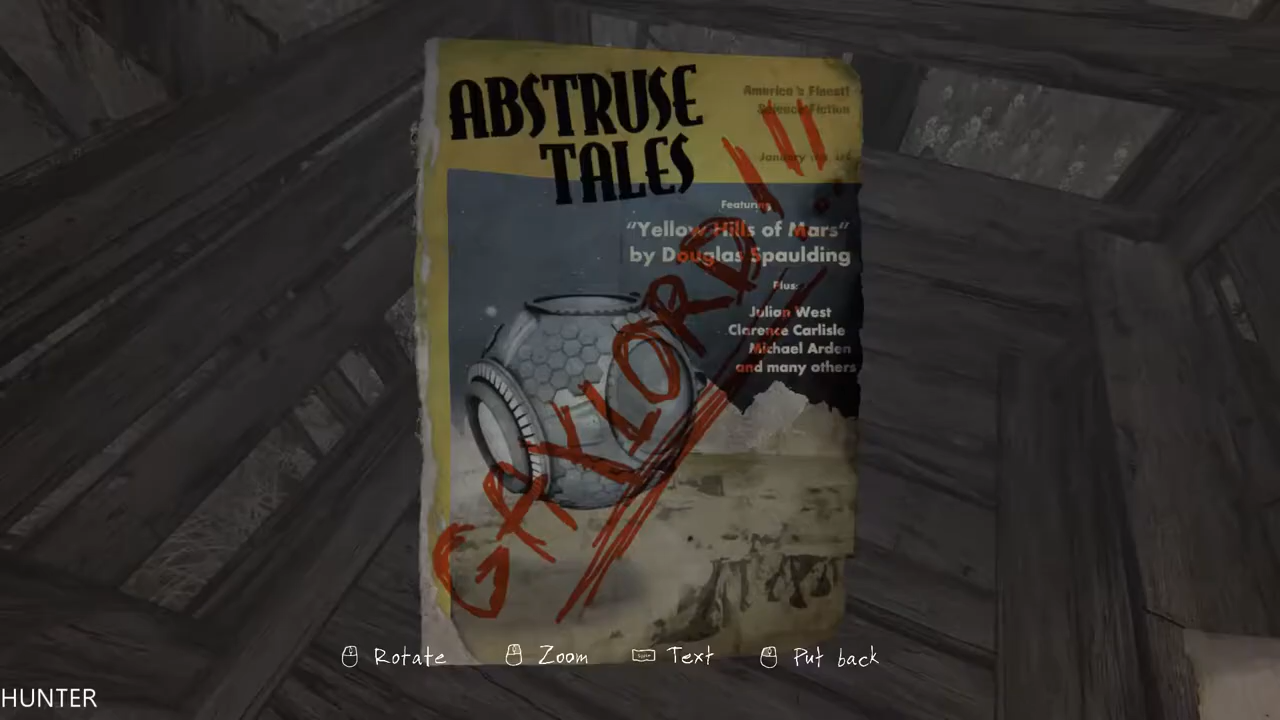 ABSTRUSE
TALES
America's Finest!
Science Fiction
January
Featuring
"Yellow Hills of Mars"
by Douglas Spaulding
Plus:
Julian West
Clarence Carlisle
Michael Arden
and many others
GAYLORD!!!
Rotate
Zoom
Text
Put back
HUNTER